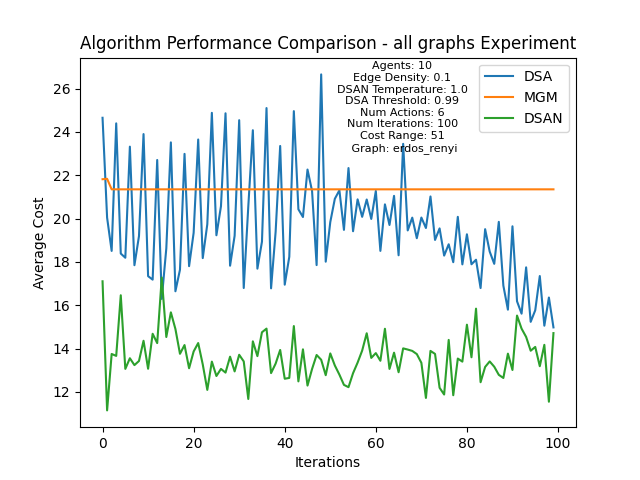 Algorithm Performance Comparison - all graphs Experiment
Agents: 10
Edge Density: 0.1
DSAN Temperature: 1.0
DSA Threshold: 0.99
Num Actions: 6
Num Iterations: 100
Cost Range: 51
Graph: erdos_renyi
DSA
MGM
DSAN
Average Cost
26
24
22
20
18
16
14
12
0
20
40
60
80
100
Iterations